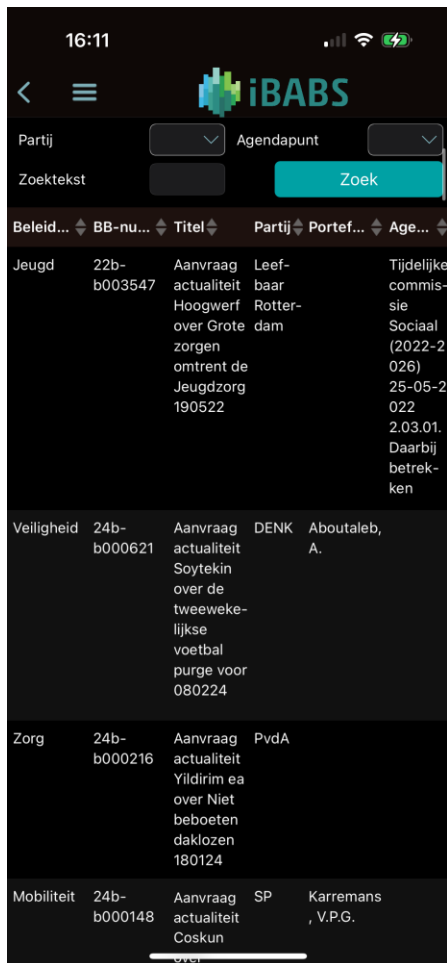 16:11
iBABS
Partij
Agendapunt
Zoektekst
Zoek
Beleid... BB-nu... Titel Partij Portef... Age...
Jeugd
22b-
b003547
Aanvraag
actualiteit
Hoogwerf
over Grote
zorgen
omtrent de
Jeugdzorg
190522
Leef-
baar
Rotter-
dam
Tijdelijke
commis-
sie
Sociaal
(2022-2
026)
25-05-2
022
2.03.01.
Daarbij
betrek-
ken
Veiligheid
24b-
b000621
Aanvraag
actualiteit
Soytekin
over de
tweeweke-
lijkse
voetbal
purge voor
080224
DENK
Aboutaleb,
A.
Zorg
24b-
b000216
Aanvraag
actualiteit
Yildirim ea
over Niet
beboeten
daklozen
180124
PvdA
Mobiliteit
24b-
b000148
Aanvraag
actualiteit
Coskun
over
SP
Karremans
, V.P.G.